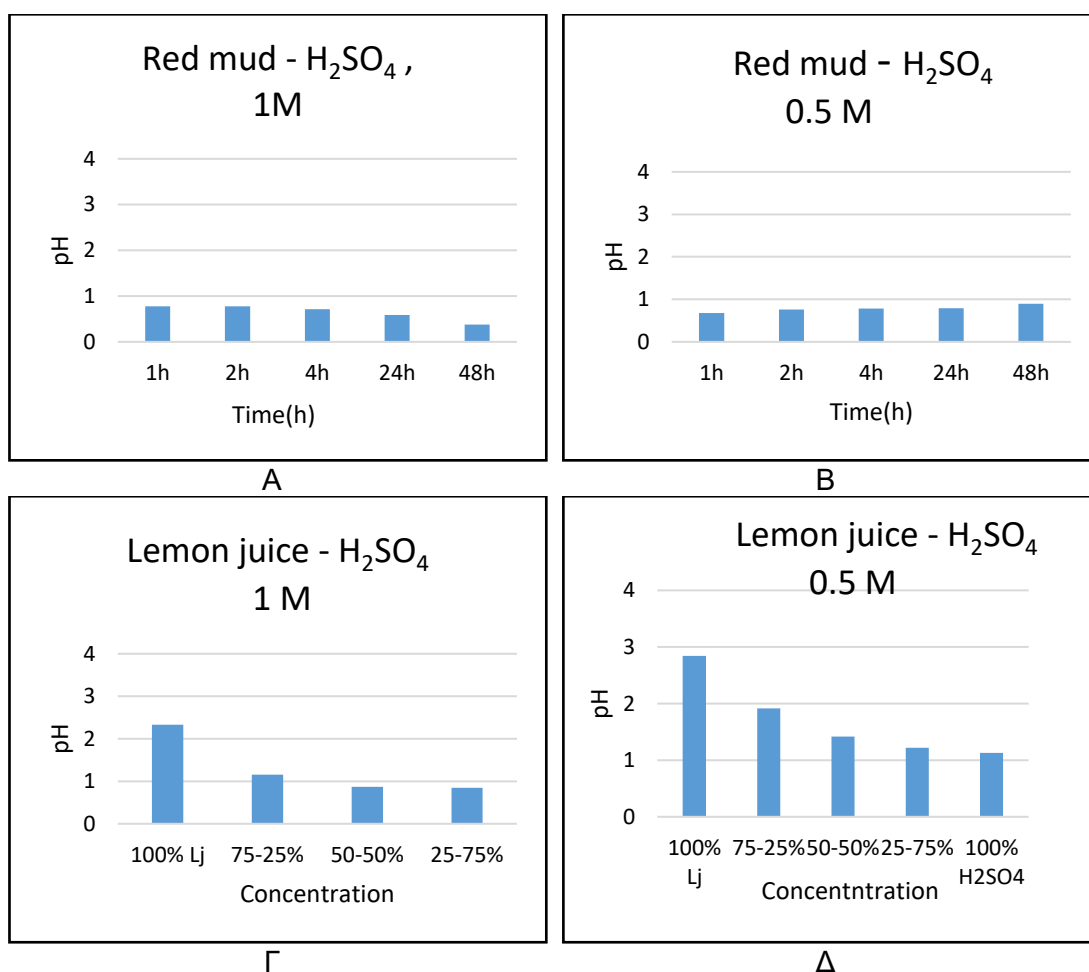 Red mud - H₂SO₄ ,
1M
4
3
2
1
0
pH
1h 2h 4h 24h 48h
Time(h)
Α
Red mud – H₂SO₄
0.5 M
4
3
2
1
0
pH
1h 2h 4h 24h 48h
Time(h)
Β
Lemon juice - H₂SO₄
1 M
4
3
2
1
0
pH
100% Lj 75-25% 50-50% 25-75%
Concentration
Γ
Lemon juice - H₂SO₄
0.5 M
4
3
2
1
0
pH
100% 75-25% 50-50% 25-75% 100%
Lj H2SO4
Concentntration
Δ